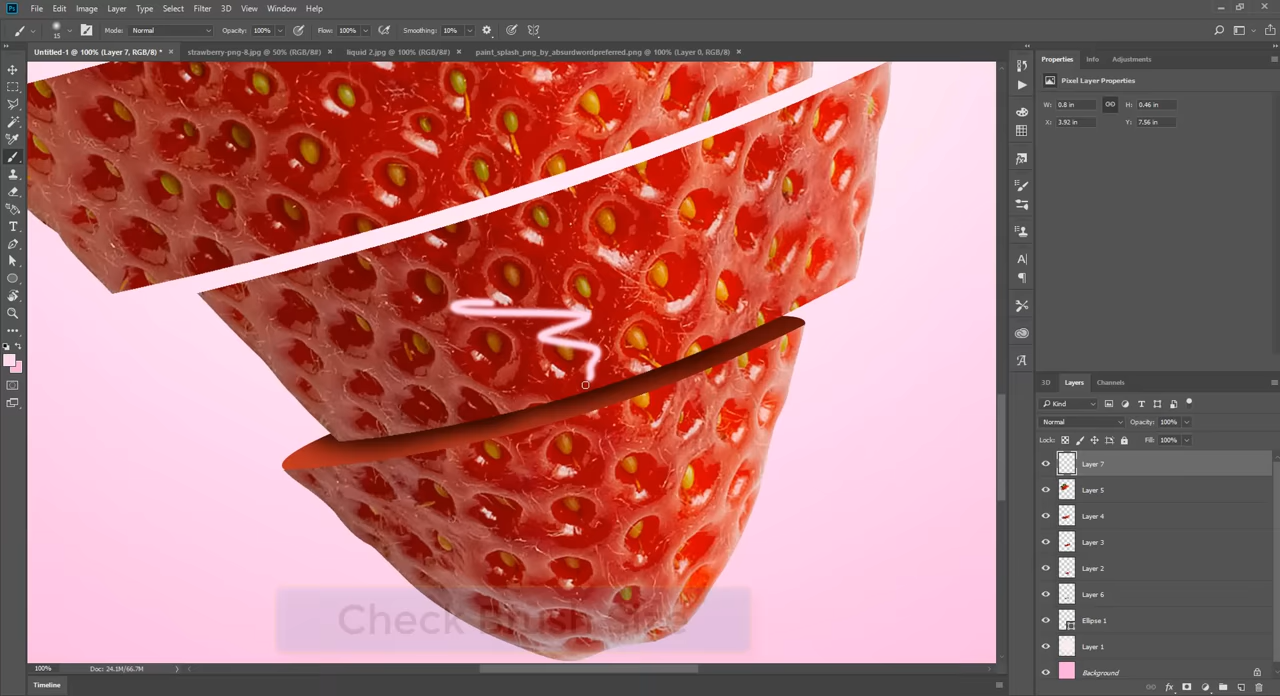 Ps File Edit Image Layer Type Select Filter 3D View Window Help
15 Mode: Normal Opacity: 100% Flow: 100% Smoothing: 10%
Untitled-1 @ 100% (Layer 7, RGB/8) * × strawberry-png-8.jpg @ 50% (RGB/8#) × liquid 2.jpg @ 100% (RGB/8#) × paint_splash_png_by_absurdwordpreferred.png @ 100% (Layer 0, RGB/8) ×
Properties Info Adjustments
Pixel Layer Properties
W: 0.8 in H: 0.46 in
X: 3.92 in Y: 7.56 in
3D Layers Channels
Kind
Normal Opacity: 100%
Lock: Fill: 100%
Layer 7
Layer 5
Layer 4
Layer 3
Layer 2
Layer 6
Ellipse 1
Layer 1
Background
Check Brush Size
100% Doc: 24.1M/66.7M
Timeline